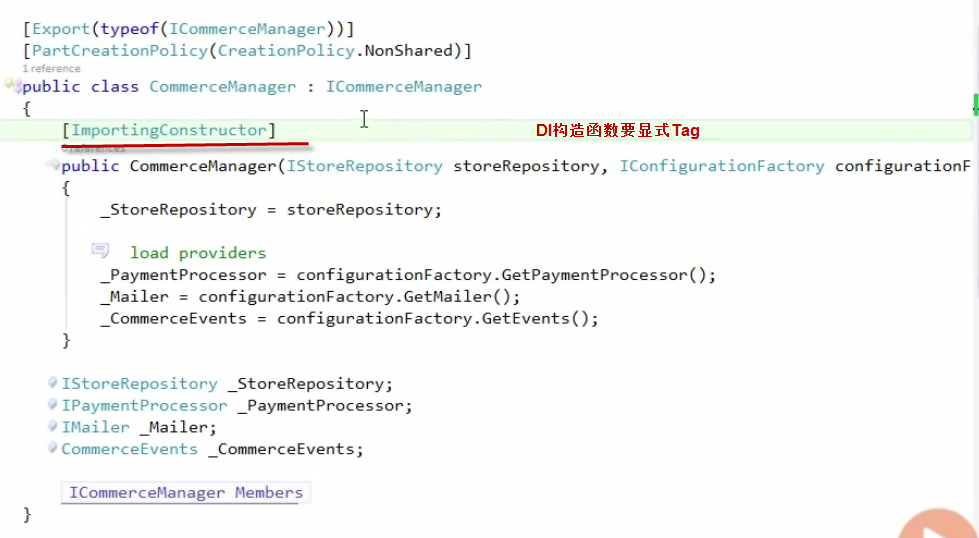 [Export(typeof(ICommerceManager))]
[PartCreationPolicy(CreationPolicy.NonShared)]
1 reference
public class CommerceManager : ICommerceManager
{
[ImportingConstructor]
DI构造函数要显式Tag
public CommerceManager(IStoreRepository storeRepository, IConfigurationFactory configurationF
{
_StoreRepository = storeRepository;
load providers
_PaymentProcessor = configurationFactory.GetPaymentProcessor();
_Mailer = configurationFactory.GetMailer();
_CommerceEvents = configurationFactory.GetEvents();
}
IStoreRepository _StoreRepository;
IPaymentProcessor _PaymentProcessor;
IMailer _Mailer;
CommerceEvents _CommerceEvents;
ICommerceManager Members
}